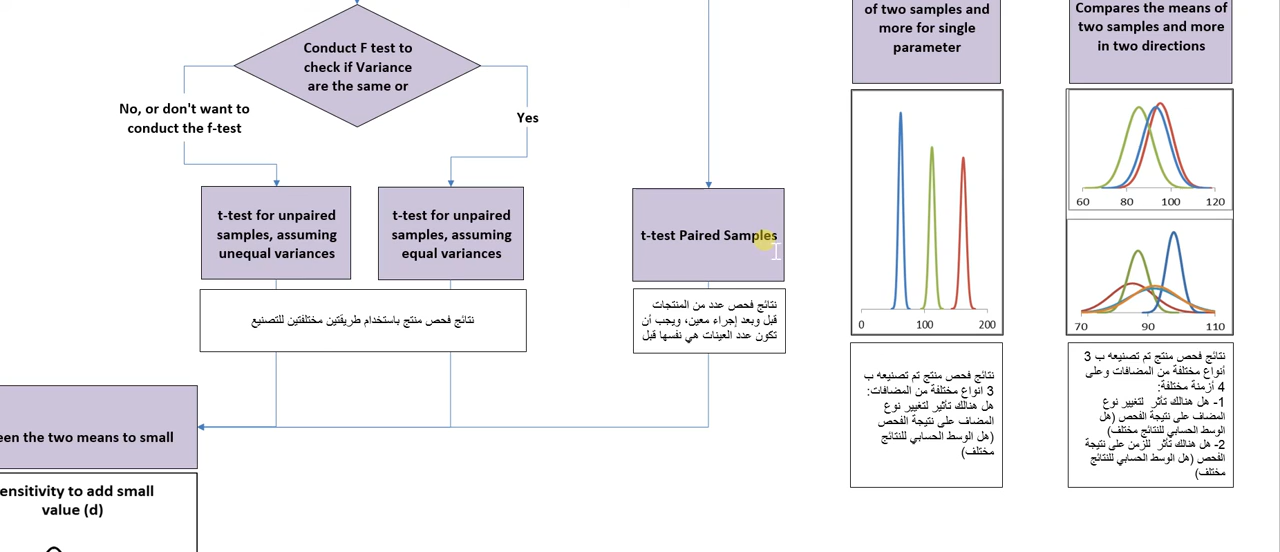 Conduct F test to
check if Variance
are the same or
No, or don't want to
conduct the f-test
Yes
t-test for unpaired
samples, assuming
unequal variances
t-test for unpaired
samples, assuming
equal variances
نتائج فحص منتج باستخدام طريقتين مختلفتين للتصنيع
t-test Paired Samples
نتائج فحص عدد من المنتجات
قبل وبعد إجراء معين، ويجب أن
تكون عدد العينات هي نفسها قبل
een the two means to small
ensitivity to add small
value (d)
of two samples and
more for single
parameter
0 100 200
نتائج فحص منتج تم تصنيعه ب
3 انواع مختلفة من المضافات:
هل هنالك تأثير لتغيير نوع
المضاف على نتيجة الفحص
(هل الوسط الحسابي للنتائج
مختلف)
Compares the means of
two samples and more
in two directions
60 80 100 120
70 90 110
نتائج فحص منتج تم تصنيعه ب 3
أنواع مختلفة من المضافات وعلى
4 أزمنة مختلفة:
1- هل هنالك تأثر لتغيير نوع
المضاف على نتيجة الفحص (هل
الوسط الحسابي للنتائج مختلف)
2- هل هنالك تأثر للزمن على نتيجة
الفحص (هل الوسط الحسابي للنتائج
مختلف)